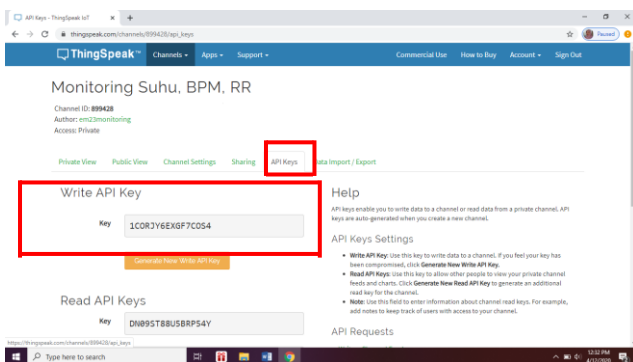 API Keys - ThingSpeak IoT
thingspeak.com/channels/899428/api_keys
Paused
ThingSpeak™ Channels Apps Support Commercial Use How to Buy Account Sign Out
Monitoring Suhu, BPM, RR
Channel ID: 899428
Author: em23monitoring
Access: Private
Private View Public View Channel Settings Sharing API Keys Data Import / Export
Write API Key
Key 1CORJY6EXGF7COS4
Generate New Write API Key
Read API Keys
Key DN09ST88USBRP54Y
Help
API keys enable you to write data to a channel or read data from a private channel. API
keys are auto-generated when you create a new channel.
API Keys Settings
Write API Key: Use this key to write data to a channel. If you feel your key has
been compromised, click Generate New Write API Key.
Read API Keys: Use this key to allow other people to view your private channel
feeds and charts. Click Generate New Read API Key to generate an additional
read key for the channel.
Note: Use this field to enter information about channel read keys. For example,
add notes to keep track of users with access to your channel.
API Requests
https://thingspeak.com/channels/899428/api_keys
Type here to search
12:12 PM
4/12/2020